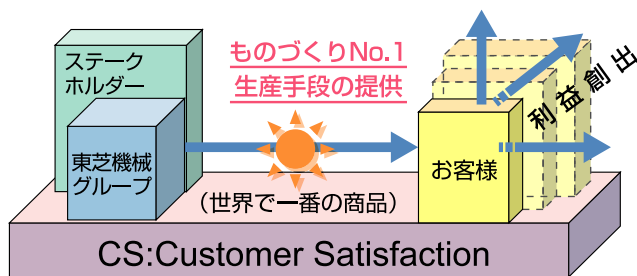 ステーク
ホルダー
東芝機械
グループ
ものづくりNo.1
生産手段の提供
(世界で一番の商品)
お客様
利益創出
CS:Customer Satisfaction